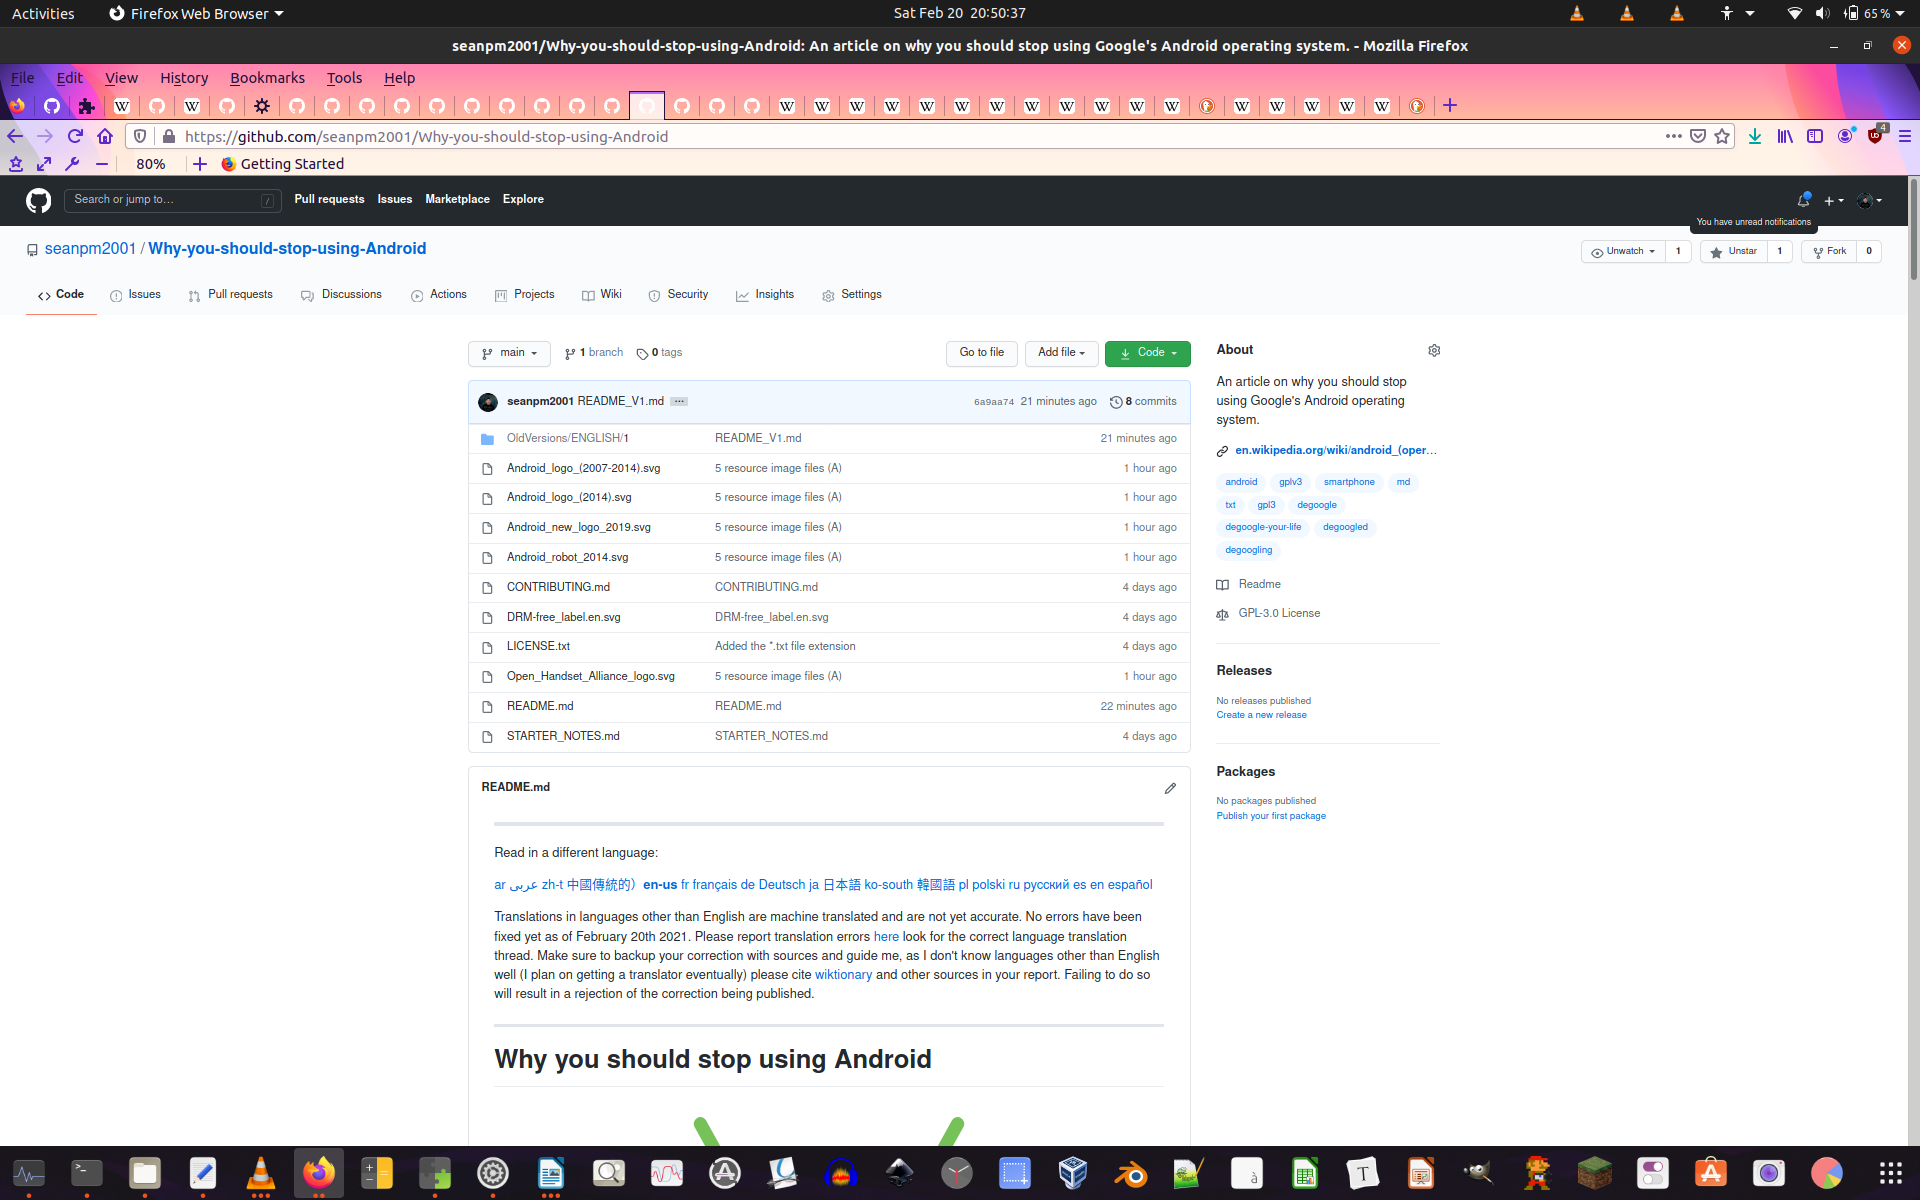 Activities Firefox Web Browser Sat Feb 20 20:50:37 65 %
seanpm2001/Why-you-should-stop-using-Android: An article on why you should stop using Google's Android operating system. - Mozilla Firefox
File Edit View History Bookmarks Tools Help
https://github.com/seanpm2001/Why-you-should-stop-using-Android 4
80% Getting Started
Search or jump to… / Pull requests Issues Marketplace Explore
You have unread notifications
seanpm2001 / Why-you-should-stop-using-Android Unwatch 1 Unstar 1 Fork 0
Code Issues Pull requests Discussions Actions Projects Wiki Security Insights Settings
main 1 branch 0 tags Go to file Add file Code
seanpm2001 README_V1.md ··· 6a9aa74 21 minutes ago 8 commits
OldVersions/ENGLISH/1 README_V1.md 21 minutes ago
Android_logo_(2007-2014).svg 5 resource image files (A) 1 hour ago
Android_logo_(2014).svg 5 resource image files (A) 1 hour ago
Android_new_logo_2019.svg 5 resource image files (A) 1 hour ago
Android_robot_2014.svg 5 resource image files (A) 1 hour ago
CONTRIBUTING.md CONTRIBUTING.md 4 days ago
DRM-free_label.en.svg DRM-free_label.en.svg 4 days ago
LICENSE.txt Added the *.txt file extension 4 days ago
Open_Handset_Alliance_logo.svg 5 resource image files (A) 1 hour ago
README.md README.md 22 minutes ago
STARTER_NOTES.md STARTER_NOTES.md 4 days ago
About
An article on why you should stop
using Google's Android operating
system.
en.wikipedia.org/wiki/android_(oper…
android gplv3 smartphone md
txt gpl3 degoogle
degoogle-your-life degoogled
degoogling
Readme
GPL-3.0 License
Releases
No releases published
Create a new release
Packages
No packages published
Publish your first package
README.md
Read in a different language:
ar عربى zh-t 中國傳統的）en-us fr français de Deutsch ja 日本語 ko-south 韓國語 pl polski ru русский es en español
Translations in languages other than English are machine translated and are not yet accurate. No errors have been
fixed yet as of February 20th 2021. Please report translation errors here look for the correct language translation
thread. Make sure to backup your correction with sources and guide me, as I don't know languages other than English
well (I plan on getting a translator eventually) please cite wiktionary and other sources in your report. Failing to do so
will result in a rejection of the correction being published.
Why you should stop using Android